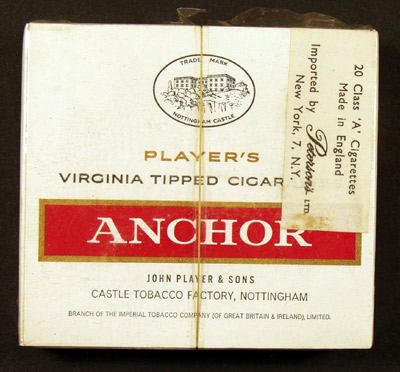 TRADE MARK
NOTTINGHAM CASTLE
PLAYER'S
VIRGINIA TIPPED CIGAR
ANCHOR
JOHN PLAYER & SONS
CASTLE TOBACCO FACTORY, NOTTINGHAM
BRANCH OF THE IMPERIAL TOBACCO COMPANY (OF GREAT BRITAIN & IRELAND), LIMITED.
20 Class 'A' Cigarettes
Made in England
Imported by Peterson's LTD.
New York, 7, N.Y.